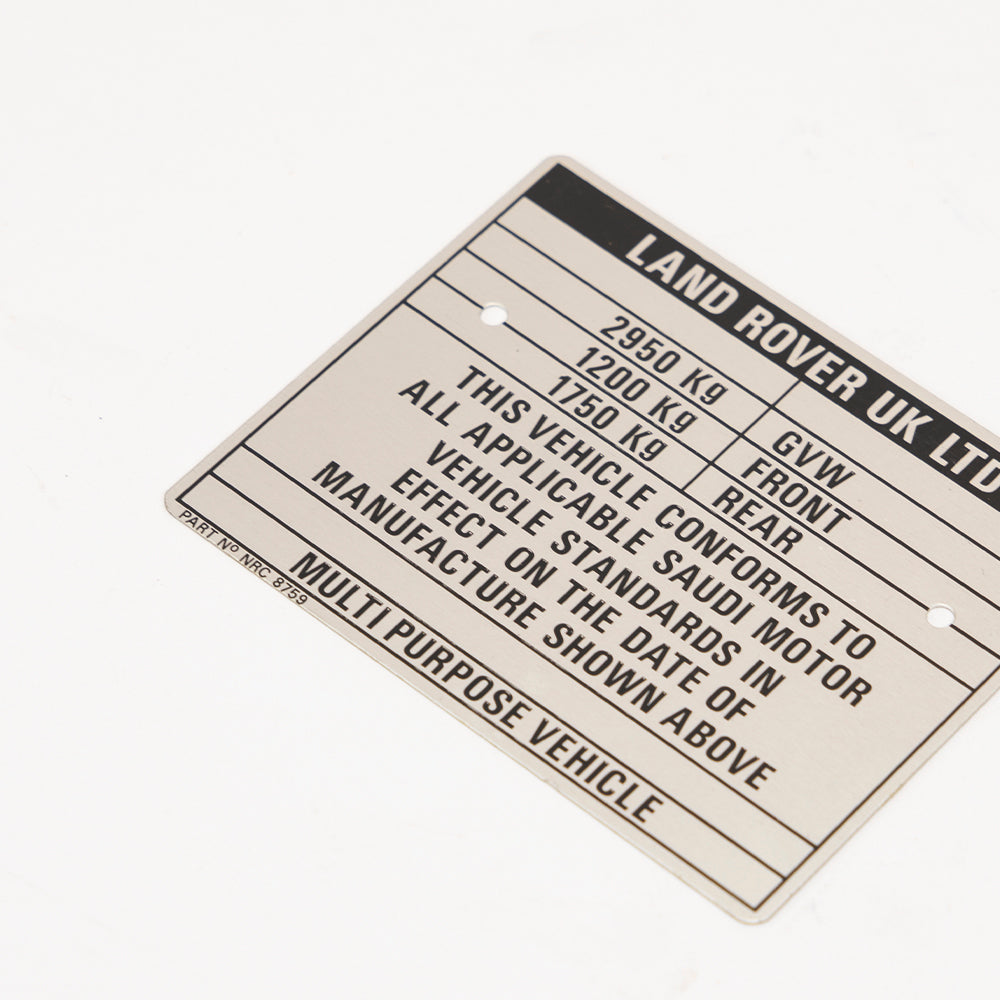 LAND ROVER UK LTD
2950 Kg GVW
1200 Kg FRONT
1750 Kg REAR
THIS VEHICLE CONFORMS TO
ALL APPLICABLE SAUDI MOTOR
VEHICLE STANDARDS IN
EFFECT ON THE DATE OF
MANUFACTURE SHOWN ABOVE
MULTI PURPOSE VEHICLE
PART Nº NRC 8759